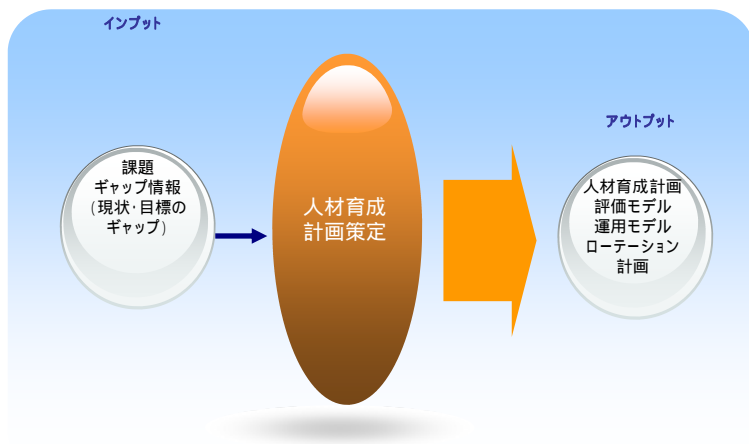 インプット
課題
ギャップ情報
(現状・目標の
ギャップ)
人材育成
計画策定
アウトプット
人材育成計画
評価モデル
運用モデル
ローテーション
計画